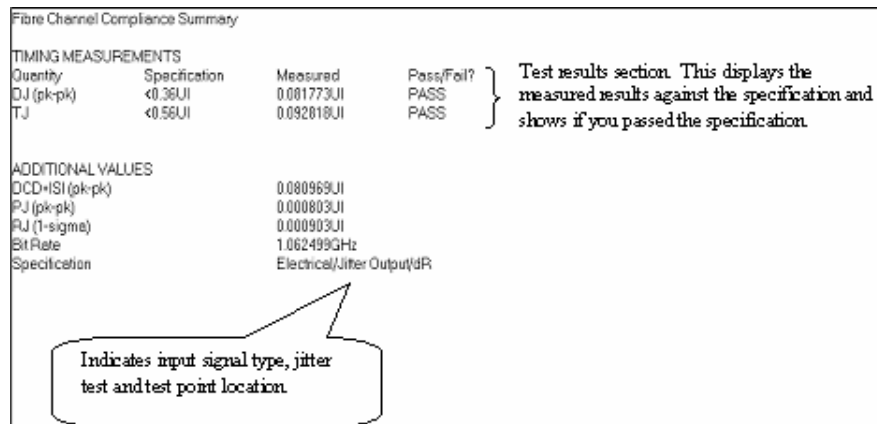 Fibre Channel Compliance Summary
TIMING MEASUREMENTS
Quantity Specification Measured Pass/Fail?
DJ (pk-pk) <0.36UI 0.081773UI PASS
TJ <0.56UI 0.092818UI PASS
Test results section. This displays the
measured results against the specification and
shows if you passed the specification.
ADDITIONAL VALUES
DCD+ISI (pk-pk) 0.080969UI
PJ (pk-pk) 0.000803UI
RJ (1-sigma) 0.000903UI
Bit Rate 1.062499GHz
Specification Electrical/Jitter Output/dR
Indicates input signal type, jitter
test and test point location.